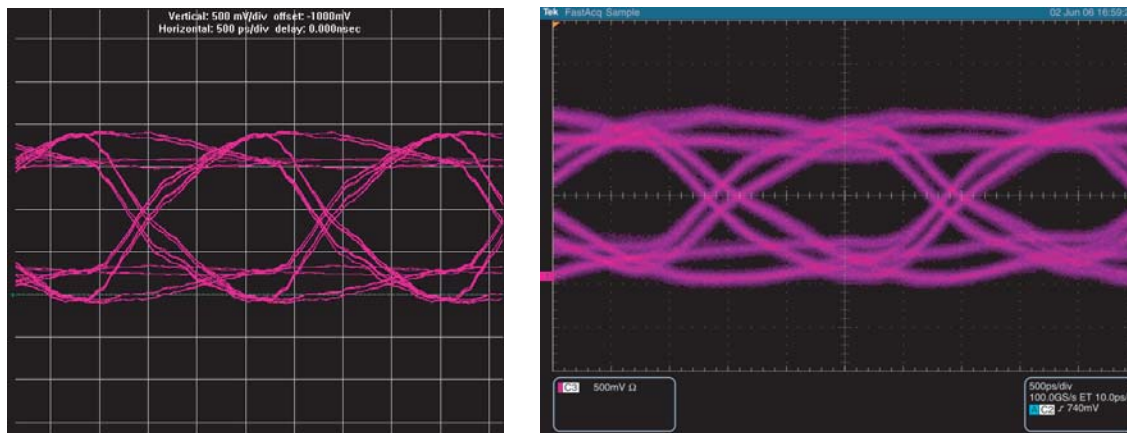 Vertical: 500 mV/div offset: -1000mV
Horizontal: 500 ps/div delay: 0.000nsec
Tek FastAcq Sample
02 Jun 06 16:59:2
C3 500mV Ω
500ps/div
100.0GS/s ET 10.0ps/
A C2 ƒ 740mV